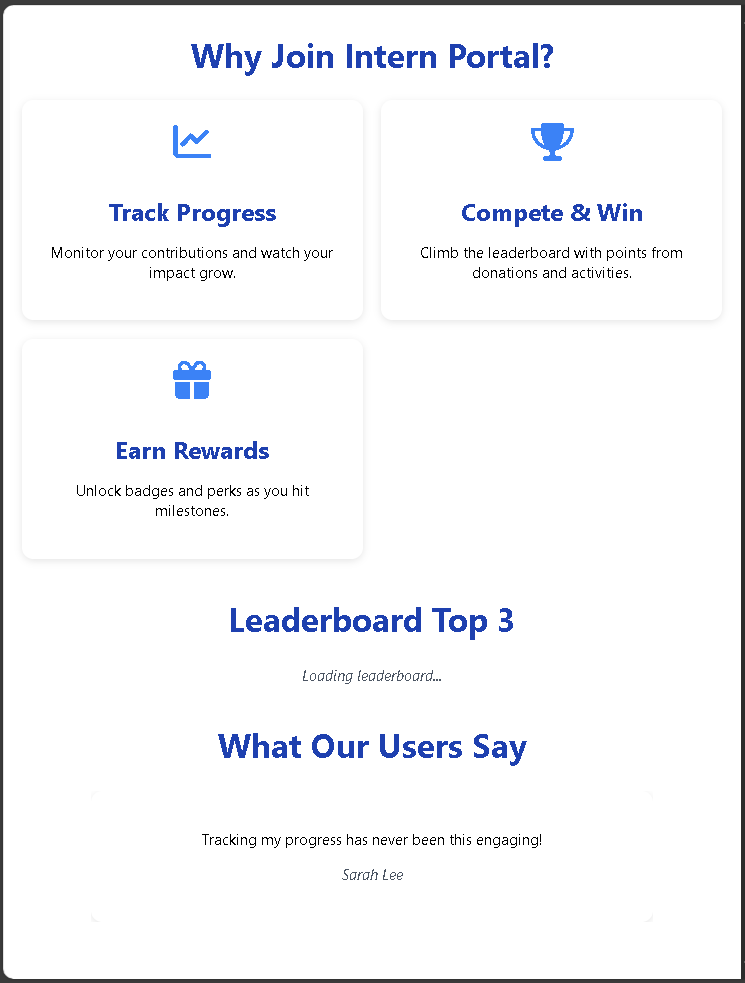 Why Join Intern Portal?
Track Progress
Monitor your contributions and watch your
impact grow.
Compete & Win
Climb the leaderboard with points from
donations and activities.
Earn Rewards
Unlock badges and perks as you hit
milestones.
Leaderboard Top 3
Loading leaderboard...
What Our Users Say
Tracking my progress has never been this engaging!
Sarah Lee